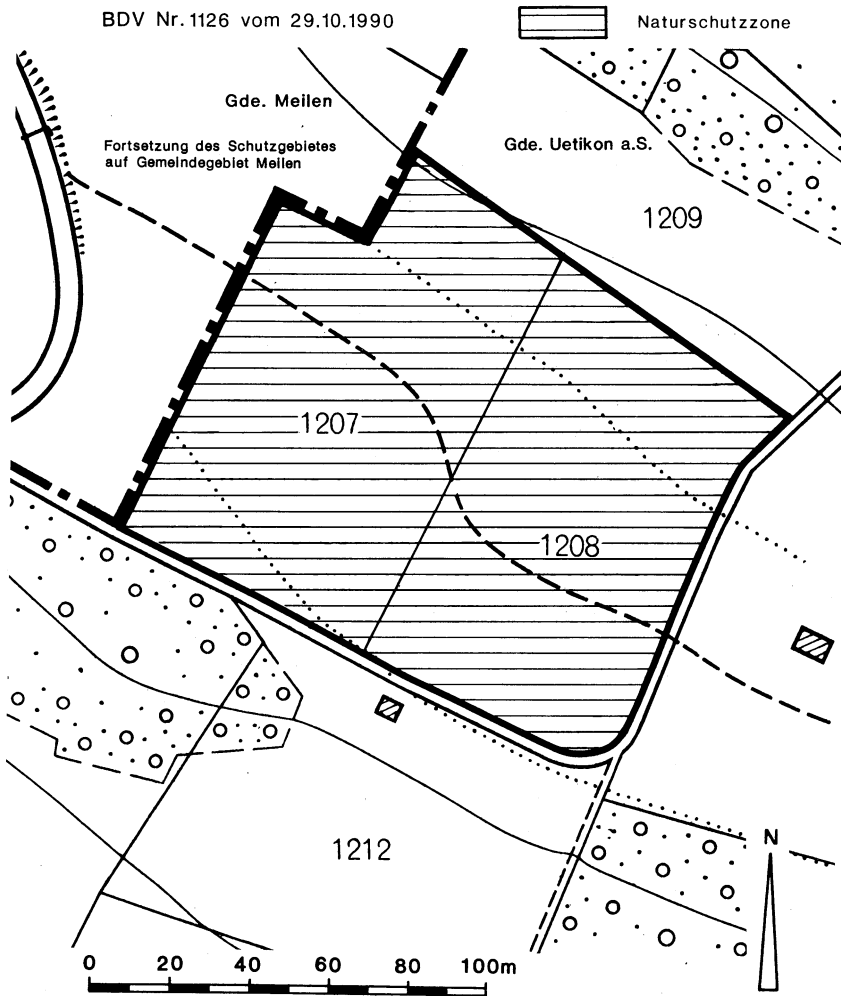 BDV Nr. 1126 vom 29.10.1990
Naturschutzzone
Gde. Meilen
Fortsetzung des Schutzgebietes
auf Gemeindegebiet Meilen
Gde. Uetikon a.S.
1209
1207
1208
1212
N
0 20 40 60 80 100m